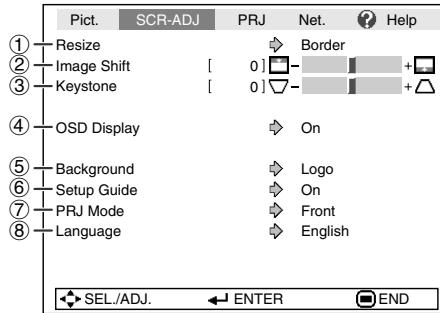 Pict. SCR-ADJ PRJ Net. ? Help
① Resize Border
② Image Shift [ 0 ] - +
③ Keystone [ 0 ] - +
④ OSD Display On
⑤ Background Logo
⑥ Setup Guide On
⑦ PRJ Mode Front
⑧ Language English
SEL./ADJ. ENTER END